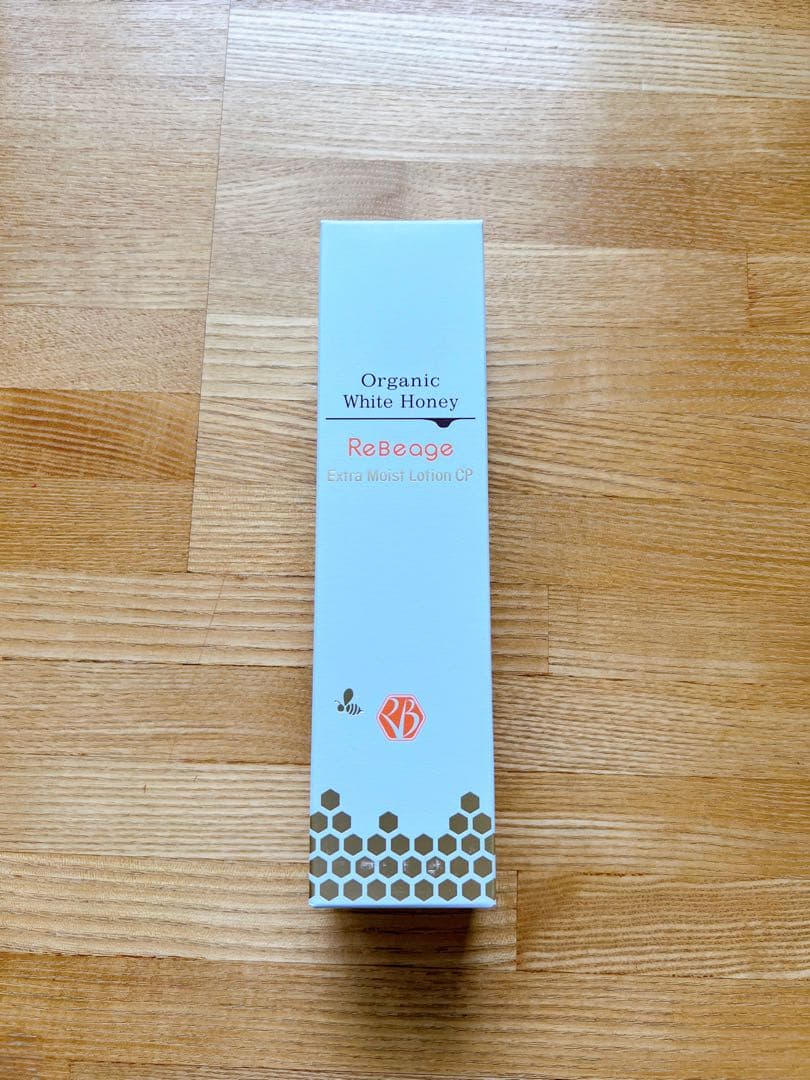 Organic
White Honey
ReBeage
Extra Moist Lotion CP
RB